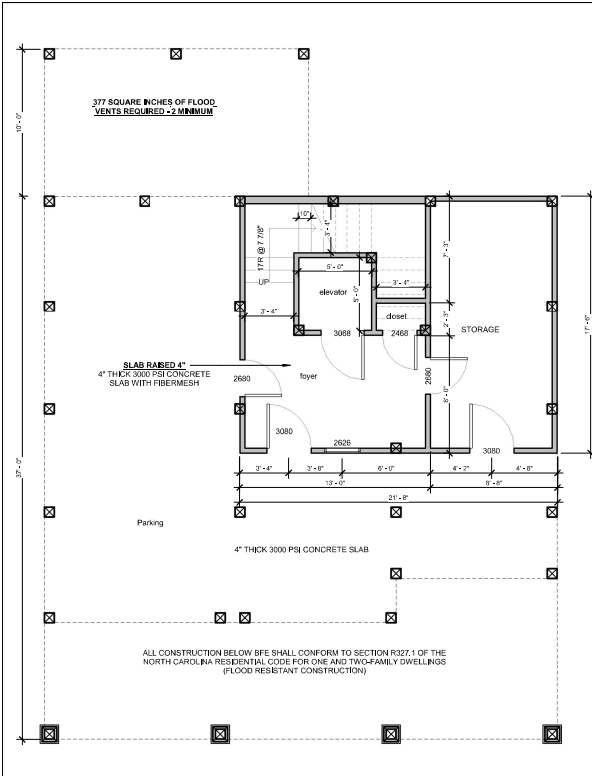 377 SQUARE INCHES OF FLOOD
VENTS REQUIRED - 2 MINIMUM
10'- 0"
10"
3'- 4"
17R @ 7 7/8"
UP
5'- 0"
elevator
5'- 0"
3'- 4"
3'- 4"
7'- 3"
closet
2'- 3"
STORAGE
17'-6"
3068
2468
SLAB RAISED 4"
4" THICK 3000 PSI CONCRETE
SLAB WITH FIBERMESH
foyer
2680
2680
8'- 0"
37'- 0"
3080
2626
3080
3'- 4"
3'- 8"
6'- 0"
4'- 2"
4'- 6"
13'- 0"
8'- 8"
21'- 8"
Parking
4" THICK 3000 PSI CONCRETE SLAB
ALL CONSTRUCTION BELOW BFE SHALL CONFORM TO SECTION R327.1 OF THE
NORTH CAROLINA RESIDENTIAL CODE FOR ONE AND TWO-FAMILY DWELLINGS
(FLOOD RESISTANT CONSTRUCTION)